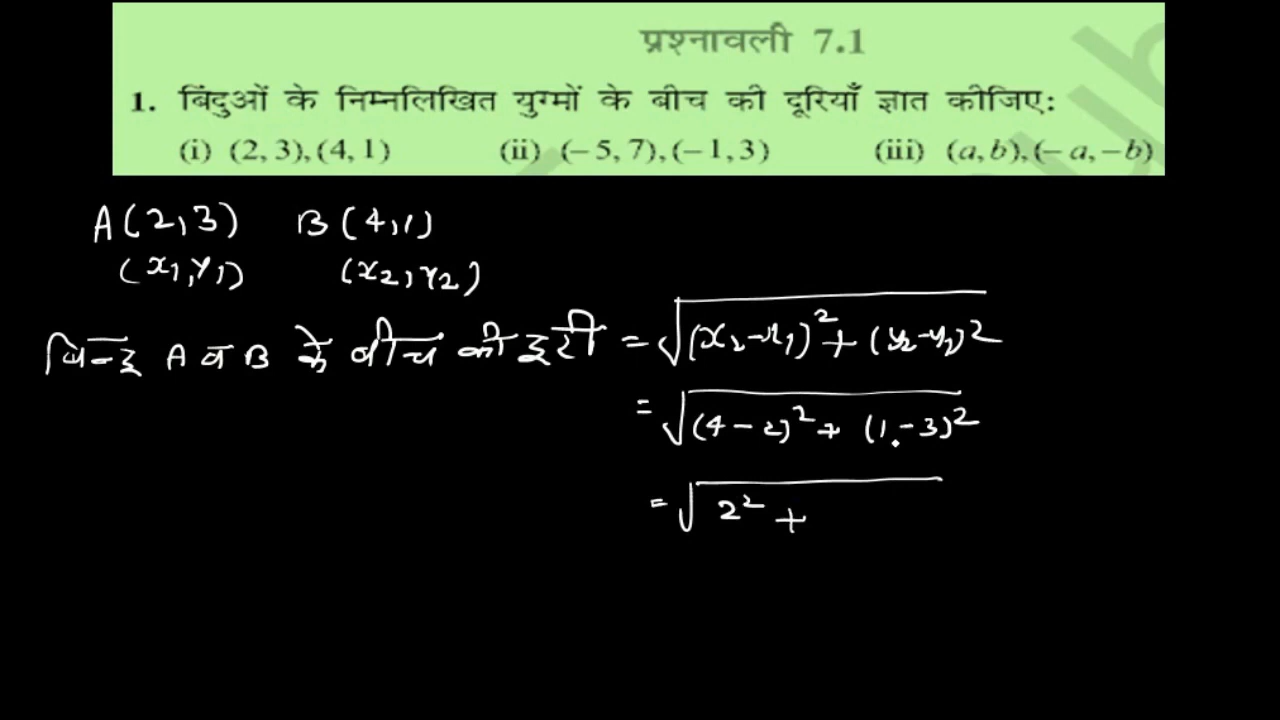 प्रश्नावली 7.1
1. बिंदुओं के निम्नलिखित युग्मों के बीच की दूरियाँ ज्ञात कीजिए:
(i) (2, 3), (4, 1) (ii) (– 5, 7), (– 1, 3) (iii) (a, b), (– a, – b)
A (2, 3) B (4, 1)
(x₁, y₁) (x₂, y₂)
बिन्दु A व B के बीच की दूरी = √(x₂-x₁)² + (y₂-y₁)²
= √(4 - 2)² + (1 - 3)²
= √2² +